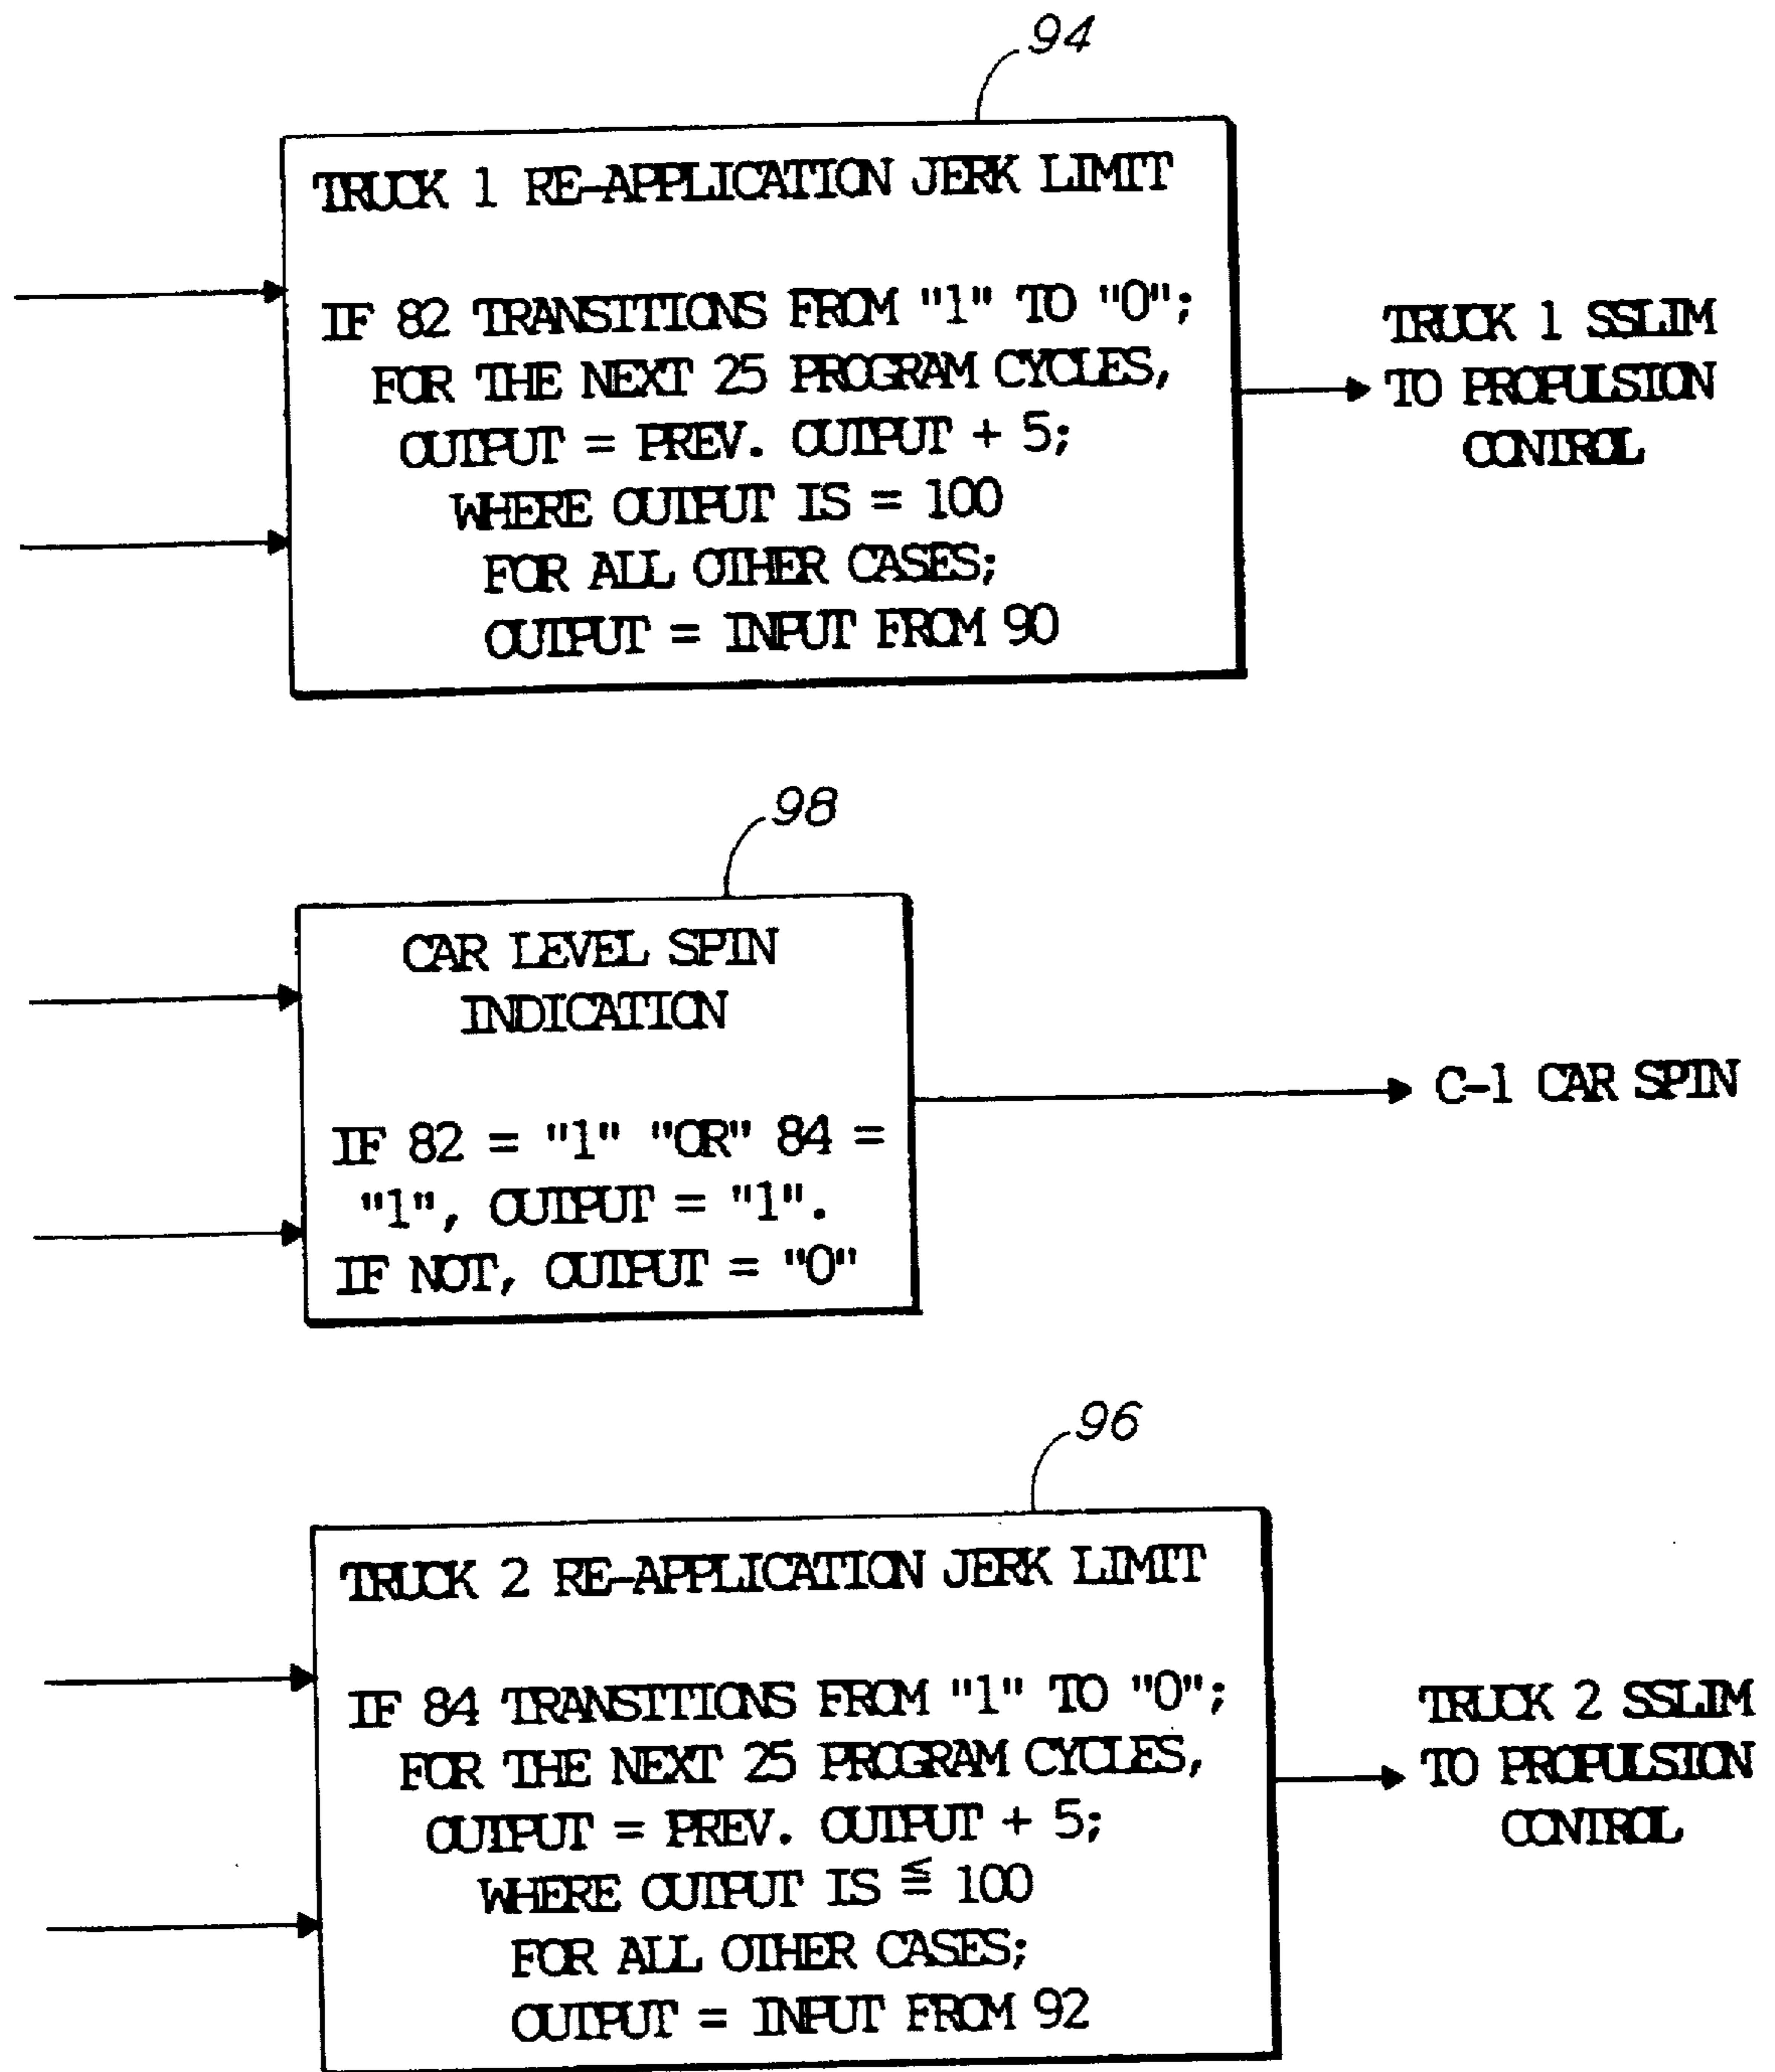 94
TRUCK 1 RE-APPLICATION JERK LIMIT
IF 82 TRANSITIONS FROM "1" TO "0";
FOR THE NEXT 25 PROGRAM CYCLES,
OUTPUT = PREV. OUTPUT + 5;
WHERE OUTPUT IS = 100
FOR ALL OTHER CASES;
OUTPUT = INPUT FROM 90
TRUCK 1 SSLIM
TO PROPULSION
CONTROL
98
CAR LEVEL SPIN
INDICATION
IF 82 = "1" "OR" 84 =
"1", OUTPUT = "1".
IF NOT, OUTPUT = "0"
C-1 CAR SPIN
96
TRUCK 2 RE-APPLICATION JERK LIMIT
IF 84 TRANSITIONS FROM "1" TO "0";
FOR THE NEXT 25 PROGRAM CYCLES,
OUTPUT = PREV. OUTPUT + 5;
WHERE OUTPUT IS ≦ 100
FOR ALL OTHER CASES;
OUTPUT = INPUT FROM 92
TRUCK 2 SSLIM
TO PROPULSION
CONTROL